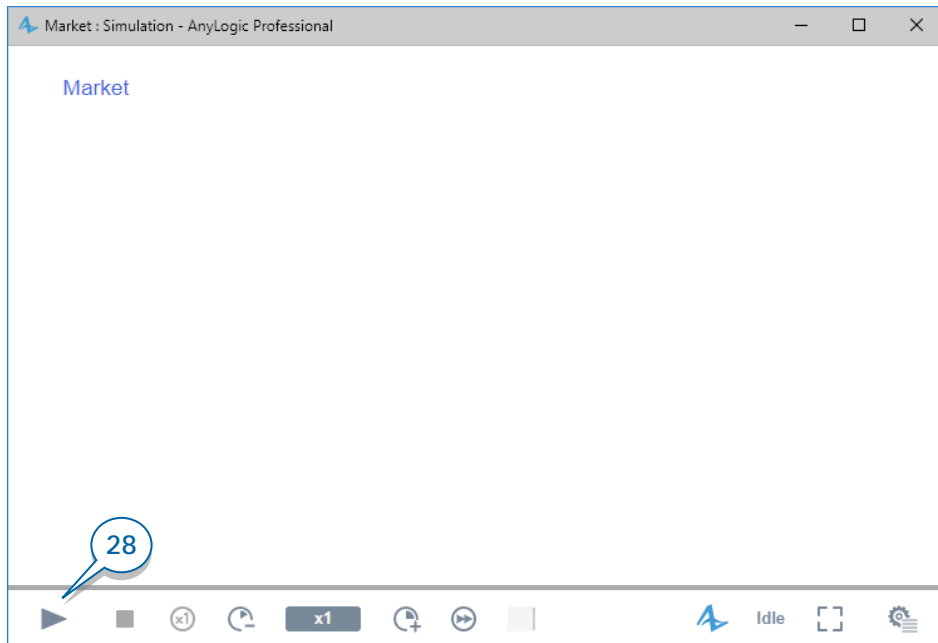 Market : Simulation - AnyLogic Professional
Market
28
x1 x1 Idle